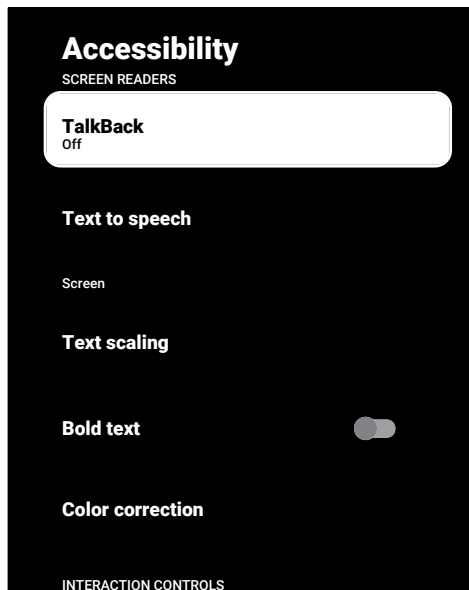 Accessibility
SCREEN READERS
TalkBack
Off
Text to speech
Screen
Text scaling
Bold text
Color correction
INTERACTION CONTROLS